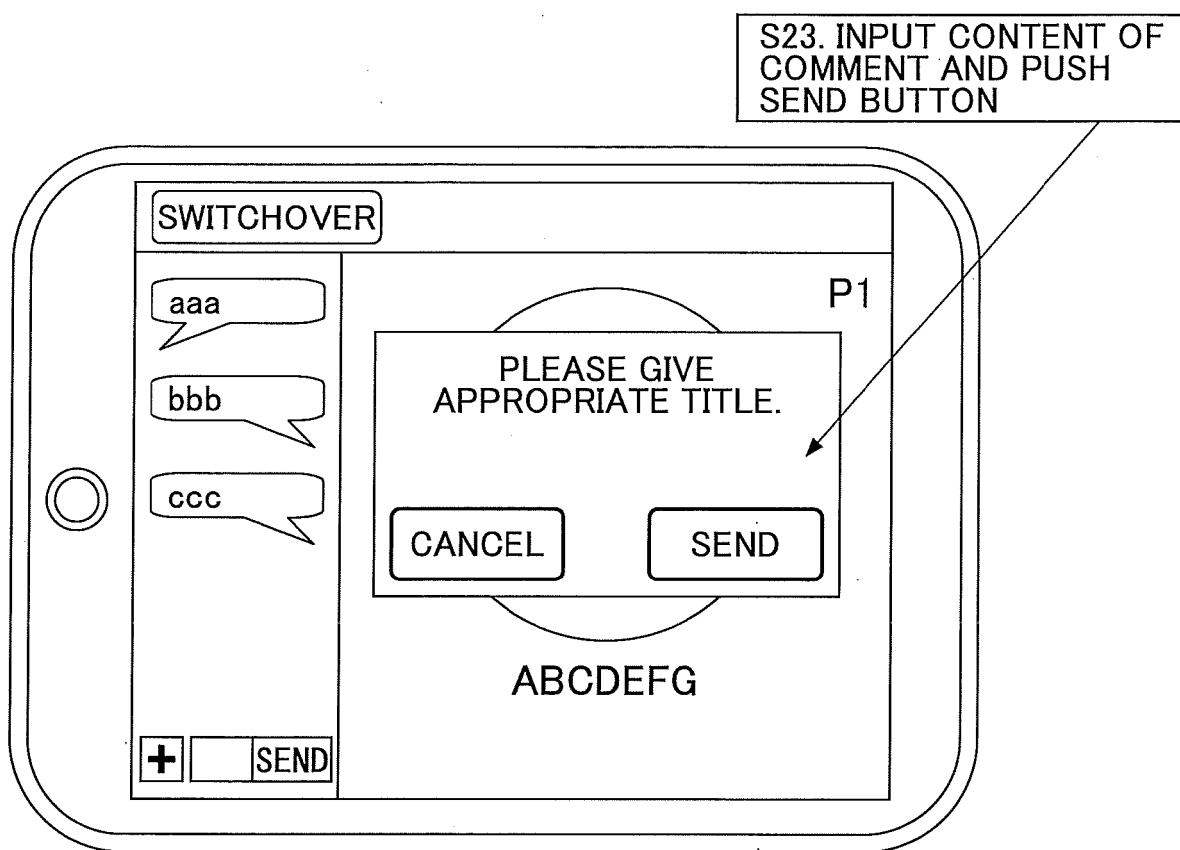 S23. INPUT CONTENT OF
COMMENT AND PUSH
SEND BUTTON
SWITCHOVER
aaa
bbb
ccc
P1
PLEASE GIVE
APPROPRIATE TITLE.
CANCEL
SEND
ABCDEFG
+
SEND